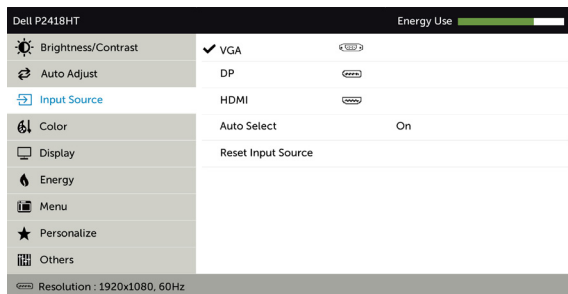 Dell P2418HT Energy Use
Brightness/Contrast VGA
Auto Adjust DP
Input Source HDMI
Color Auto Select On
Display Reset Input Source
Energy
Menu
Personalize
Others
Resolution : 1920x1080, 60Hz